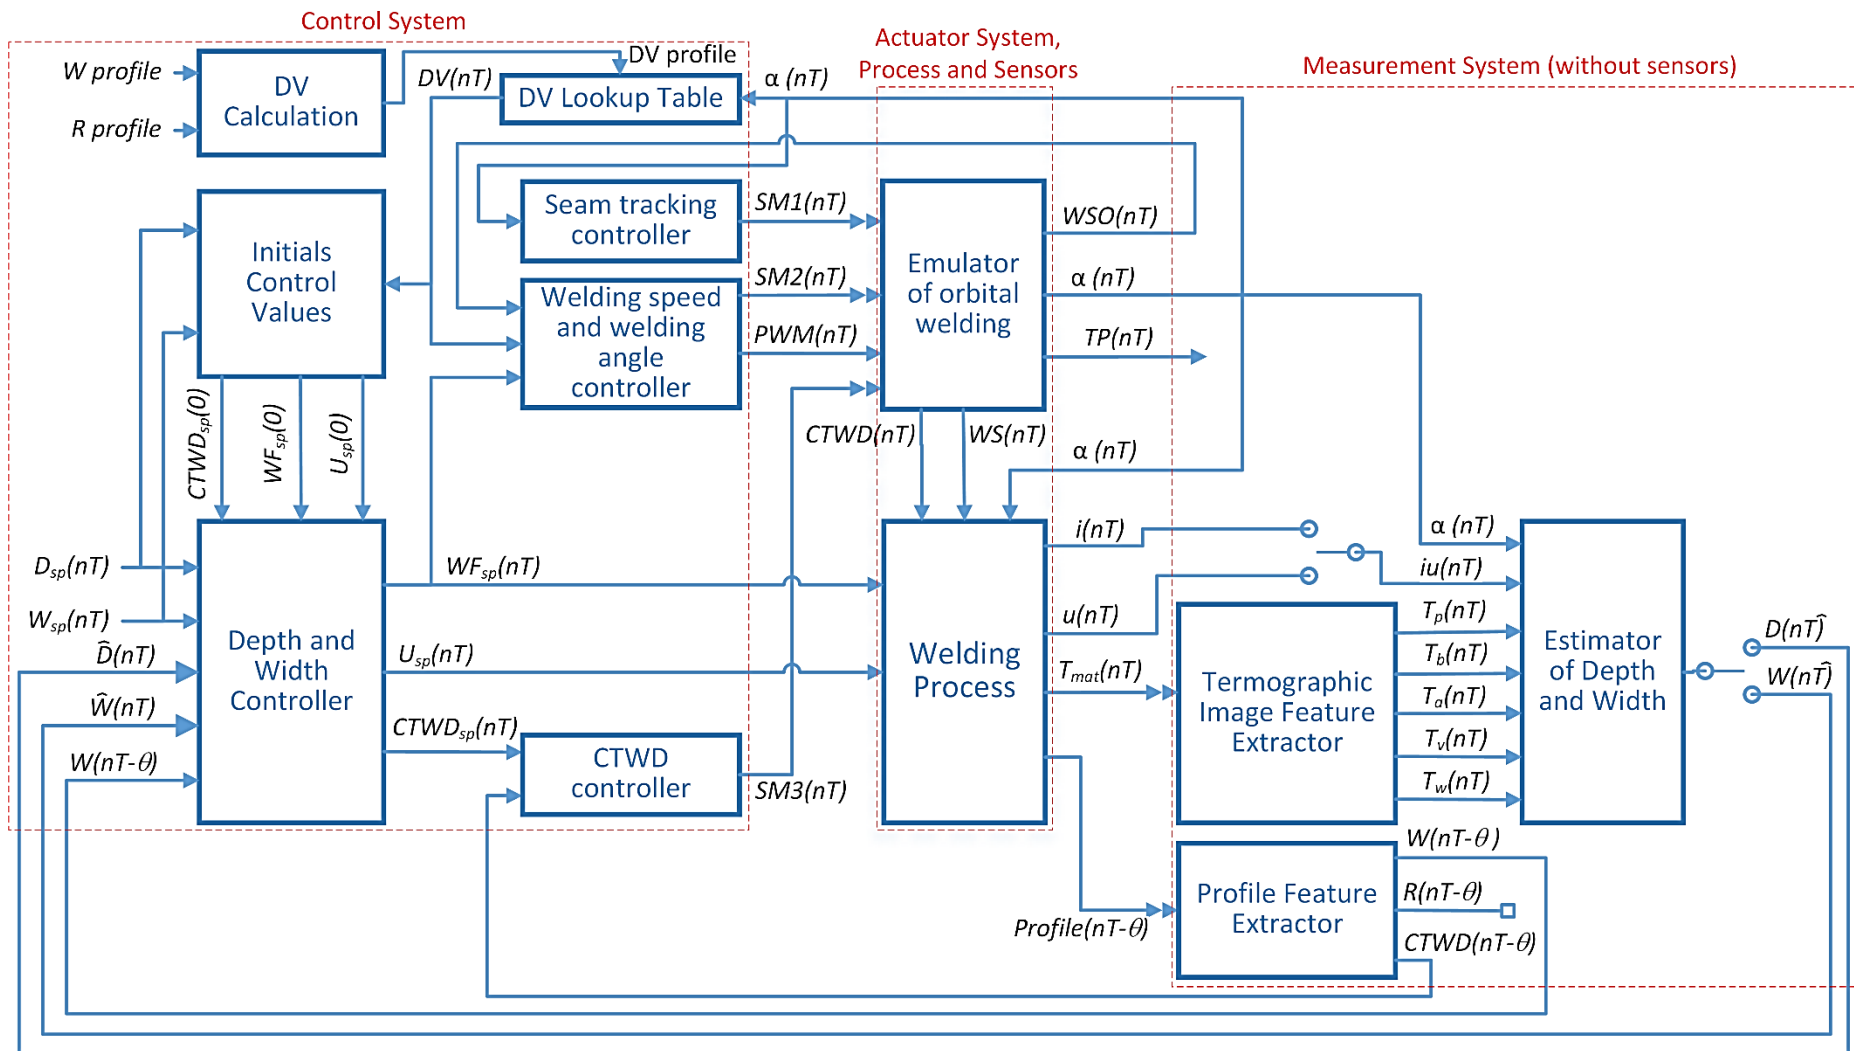 Control System
Actuator System,
Process and Sensors
Measurement System (without sensors)
W profile
R profile
DV
Calculation
DV profile
DV(nT)
DV Lookup Table
α (nT)
Initials
Control
Values
Seam tracking
controller
SM1(nT)
Welding speed
and welding
angle
controller
SM2(nT)
PWM(nT)
Emulator
of orbital
welding
WSO(nT)
α (nT)
TP(nT)
CTWD(nT)
WS(nT)
α (nT)
CTWDsp(0)
WFsp(0)
Usp(0)
Dsp(nT)
Wsp(nT)
D̂(nT)
Ŵ(nT)
W(nT-θ)
Depth and
Width
Controller
WFsp(nT)
Usp(nT)
CTWDsp(nT)
CTWD
controller
SM3(nT)
Welding
Process
i(nT)
u(nT)
Tmat(nT)
Profile(nT-θ)
Termographic
Image Feature
Extractor
α (nT)
iu(nT)
Tp(nT)
Tb(nT)
Ta(nT)
Tv(nT)
Tw(nT)
Estimator
of Depth
and Width
D(nT)̂
W(nT)̂
Profile Feature
Extractor
W(nT-θ)
R(nT-θ)
CTWD(nT-θ)